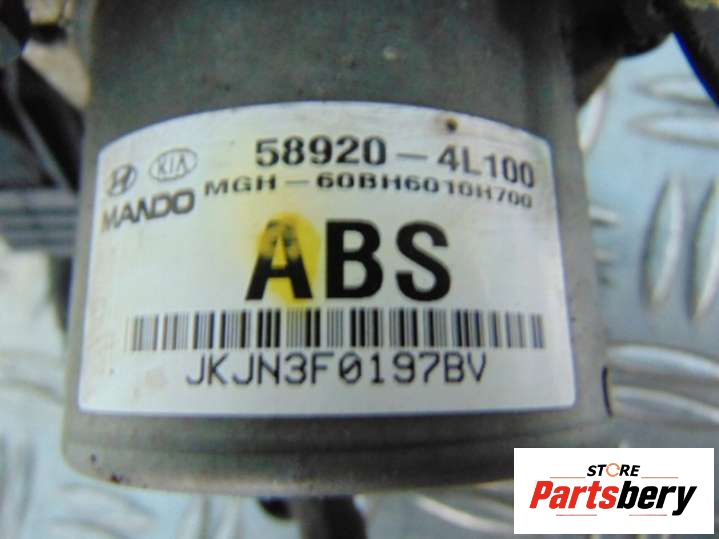 58920-4L100
KIA
MGH-60BH6010H700
MANDO
ABS
JKJN3F0197BV
STORE
Partsbery